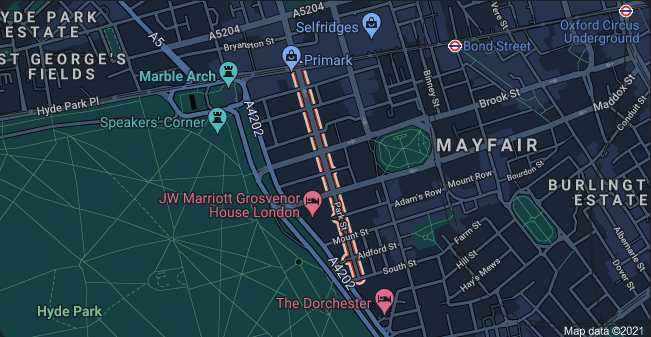 HYDE PARK
ESTATE
A5204
A5204
Vere St
Selfridges
Oxford Circus
Underground
Bryanston St
A5
Bond Street
ST GEORGE'S
FIELDS
Marble Arch
Primark
Binney St
Brook St
Maddox St
Hyde Park Pl
A4202
Conduit St
Speakers' Corner
MAYFAIR
Bourdon St
Mount Row
Adam's Row
BURLINGT
ESTATE
JW Marriott Grosvenor
House London
Park St
Mount St
Aldford St
Farm St
Albemarle St
A4202
South St
Hill St
Dover St
Hay's Mews
The Dorchester
Hyde Park
Map data ©2021